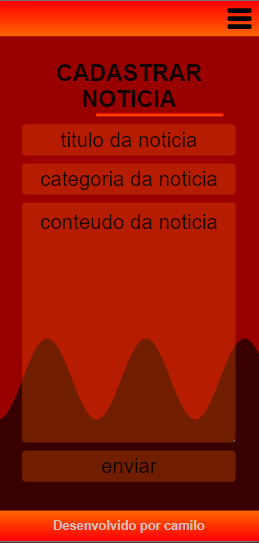 CADASTRAR
NOTICIA
titulo da noticia
categoria da noticia
conteudo da noticia
enviar
Desenvolvido por camilo